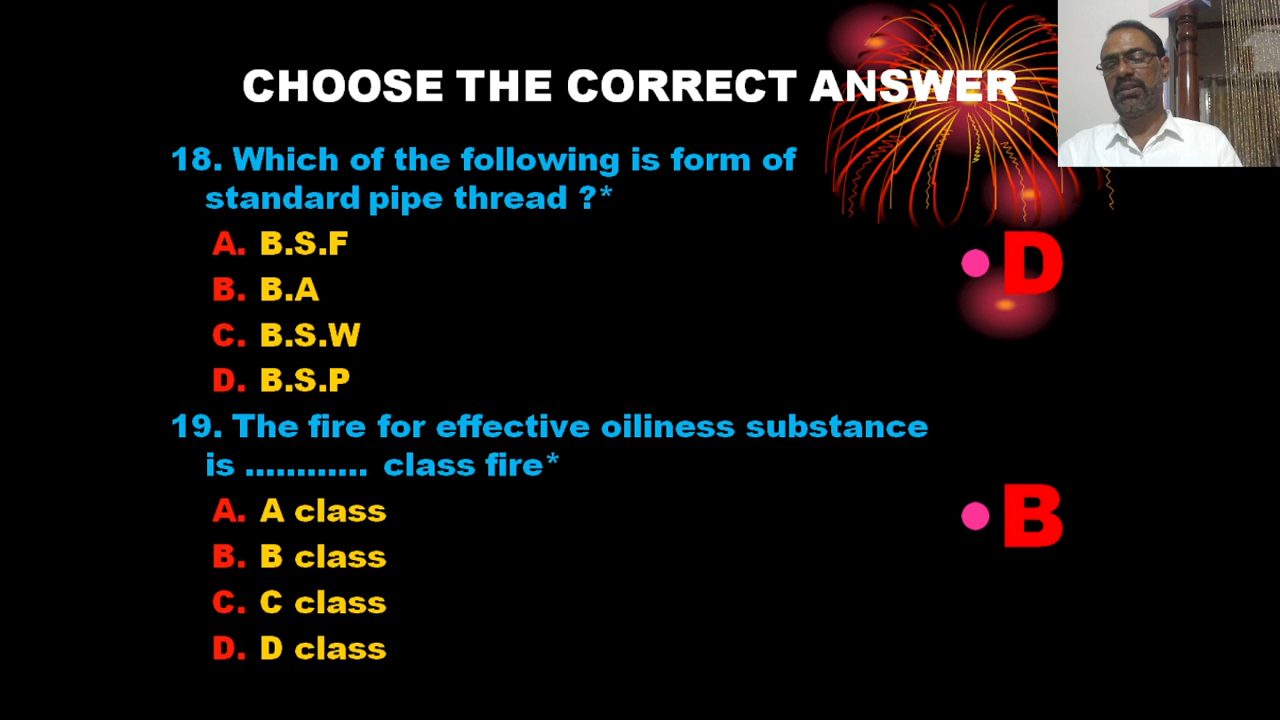 CHOOSE THE CORRECT ANSWER
18. Which of the following is form of
standard pipe thread ?*
A. B.S.F
B. B.A
C. B.S.W
D. B.S.P
• D
19. The fire for effective oiliness substance
is ............ class fire*
A. A class
B. B class
C. C class
D. D class
• B